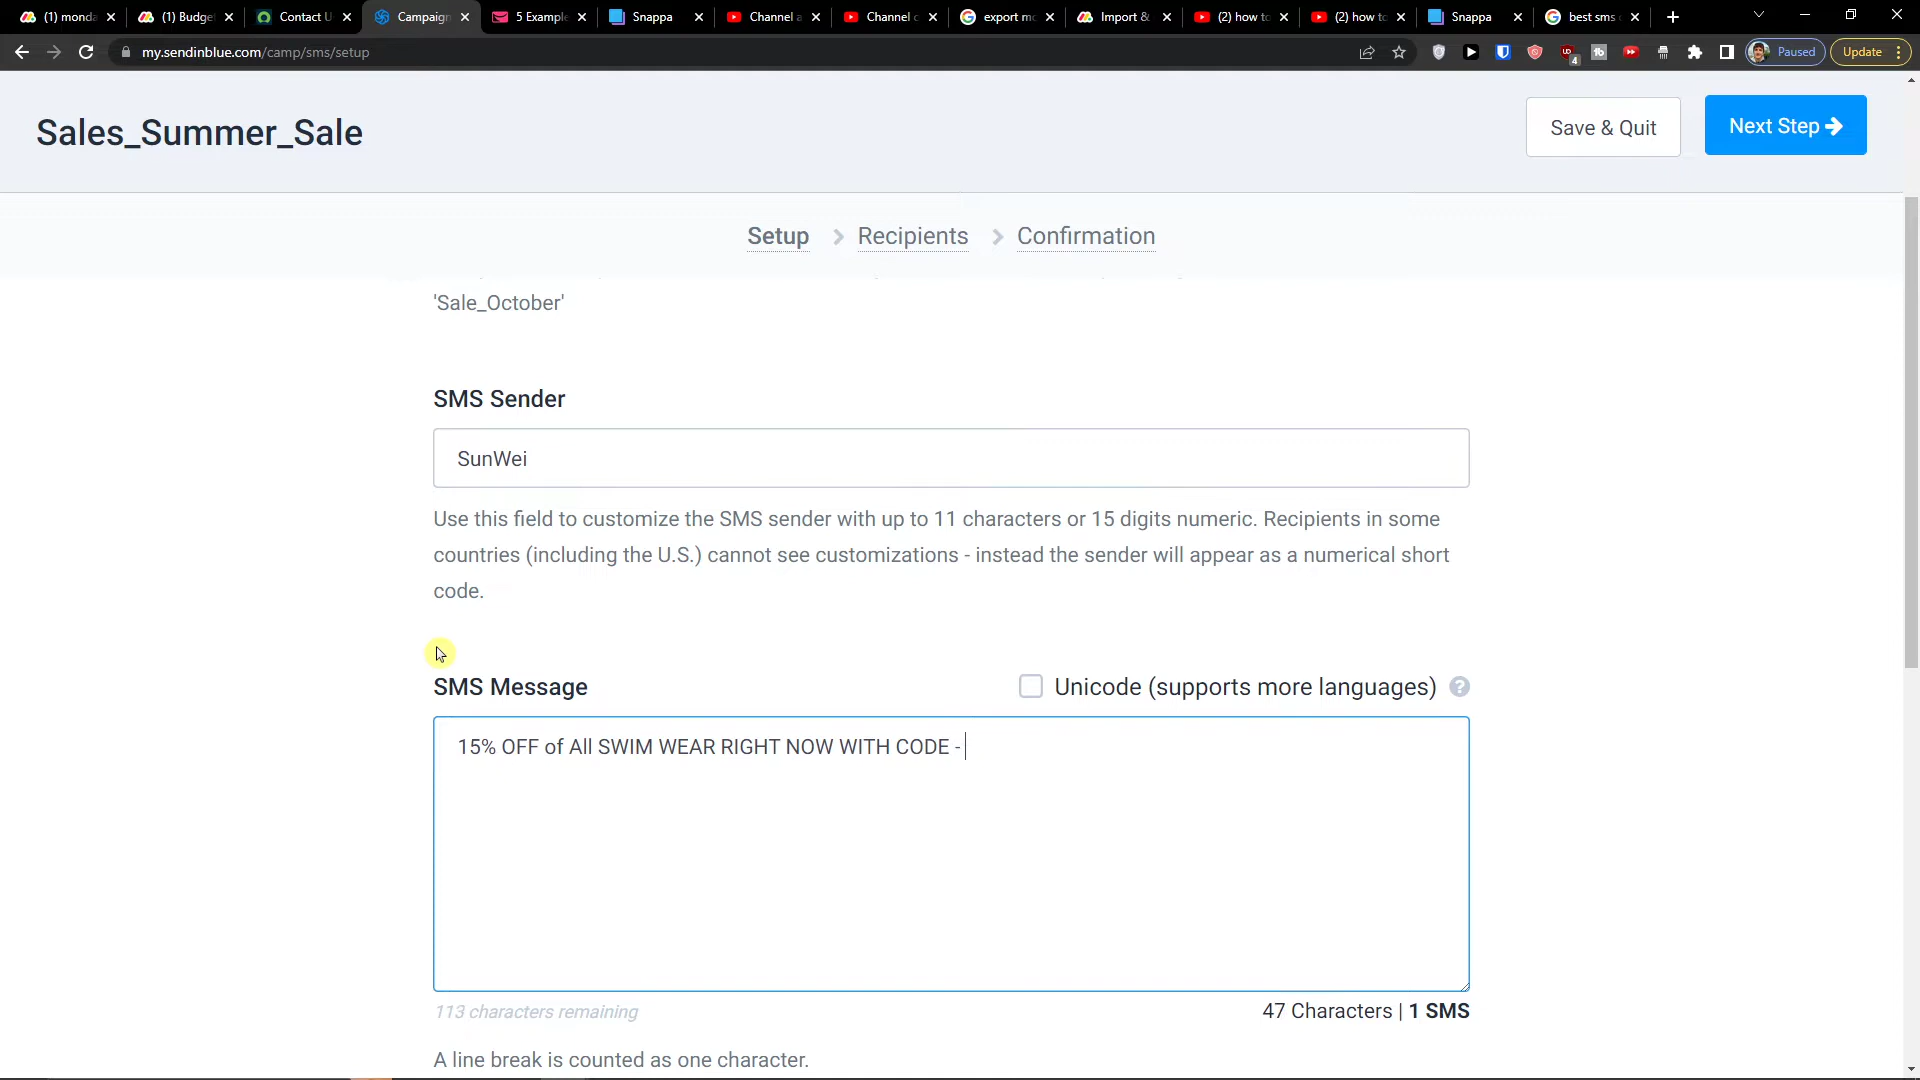 (1) monda
(1) Budge
Contact U
Campaign
5 Example
Snappa
Channel a
Channel c
export mo
Import &
(2) how to
(2) how to
Snappa
best sms
my.sendinblue.com/camp/sms/setup
4
Paused
Update
Sales_Summer_Sale
Save & Quit
Next Step
Setup
Recipients
Confirmation
'Sale_October'
SMS Sender
SunWei
Use this field to customize the SMS sender with up to 11 characters or 15 digits numeric. Recipients in some
countries (including the U.S.) cannot see customizations - instead the sender will appear as a numerical short
code.
SMS Message
Unicode (supports more languages) ?
15% OFF of All SWIM WEAR RIGHT NOW WITH CODE -
113 characters remaining
47 Characters | 1 SMS
A line break is counted as one character.